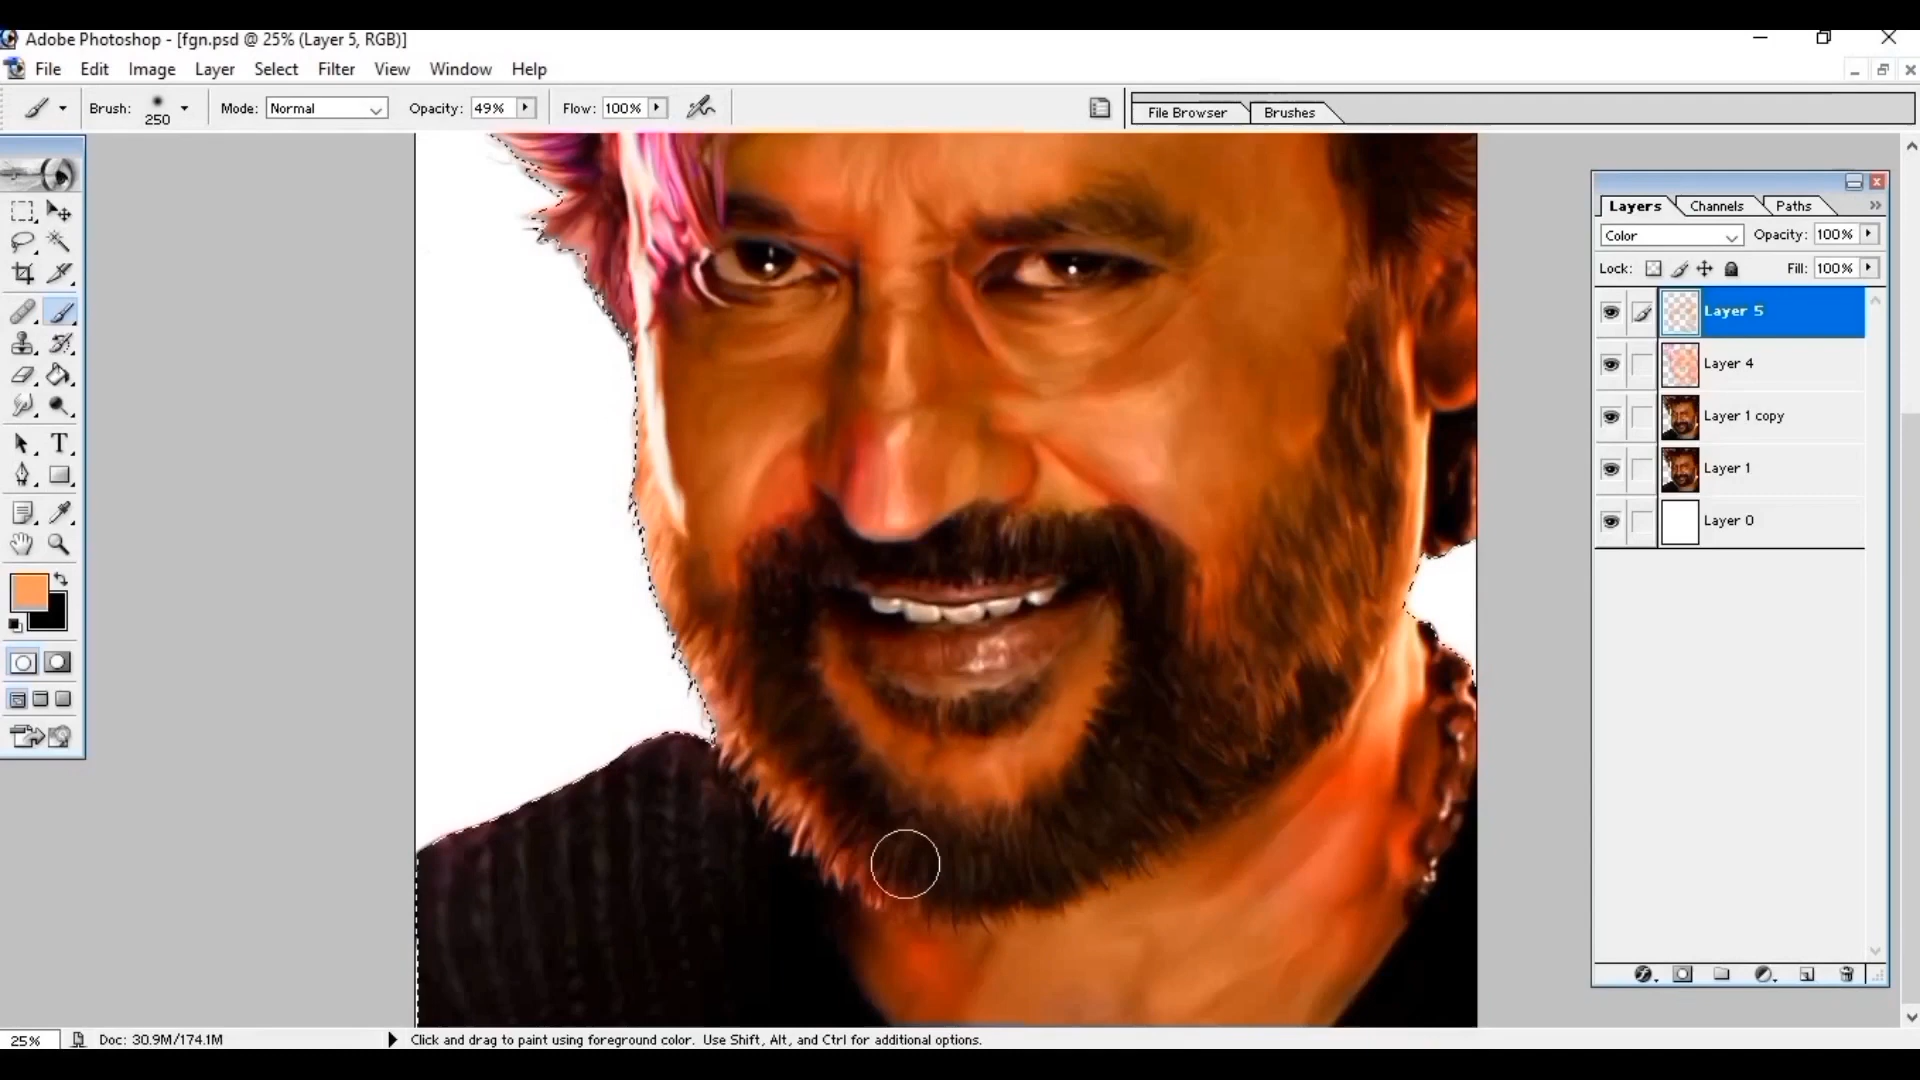 Adobe Photoshop - [fgn.psd @ 25% (Layer 5, RGB)]
File Edit Image Layer Select Filter View Window Help
Brush: 250 Mode: Normal Opacity: 49% Flow: 100% File Browser Brushes
Layers Channels Paths
Color Opacity: 100%
Lock: Fill: 100%
Layer 5
Layer 4
Layer 1 copy
Layer 1
Layer 0
T
25% Doc: 30.9M/174.1M Click and drag to paint using foreground color. Use Shift, Alt, and Ctrl for additional options.